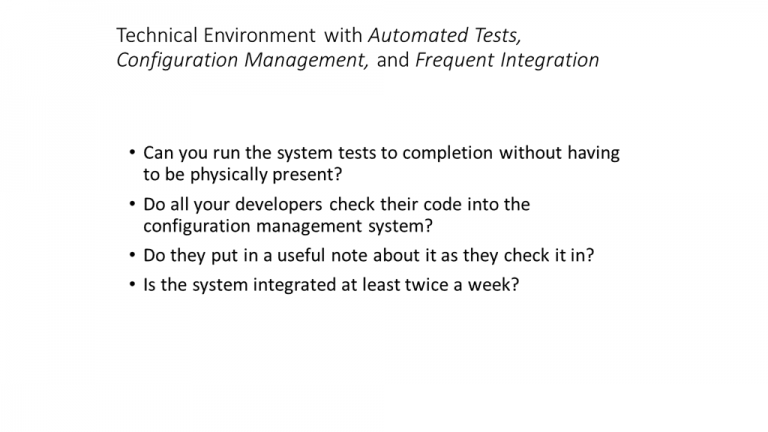 Technical Environment with Automated Tests,
Configuration Management, and Frequent Integration
• Can you run the system tests to completion without having
to be physically present?
• Do all your developers check their code into the
configuration management system?
• Do they put in a useful note about it as they check it in?
• Is the system integrated at least twice a week?